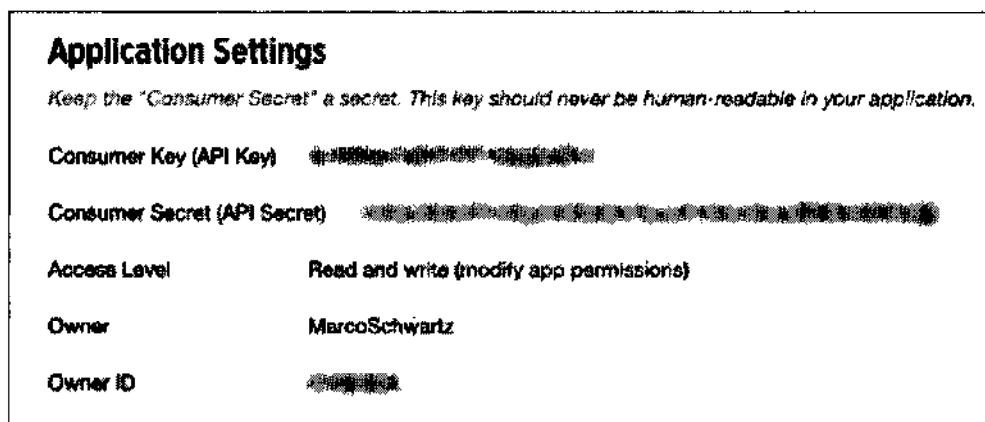 Application Settings
Keep the "Consumer Secret" a secret. This key should never be human-readable in your application.
Consumer Key (API Key)
Consumer Secret (API Secret)
Access Level Read and write (modify app permissions)
Owner MarcoSchwartz
Owner ID